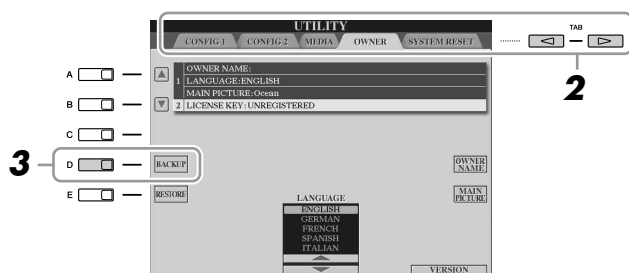 UTILITY
CONFIG 1 CONFIG 2 MEDIA OWNER SYSTEM RESET
TAB
2
A
B
C
D
E
3
OWNER NAME:
1 LANGUAGE:ENGLISH
MAIN PICTURE:Ocean
2 LICENSE KEY:UNREGISTERED
BACKUP
RESTORE
OWNER
NAME
MAIN
PICTURE
LANGUAGE
ENGLISH
GERMAN
FRENCH
SPANISH
ITALIAN
VERSION